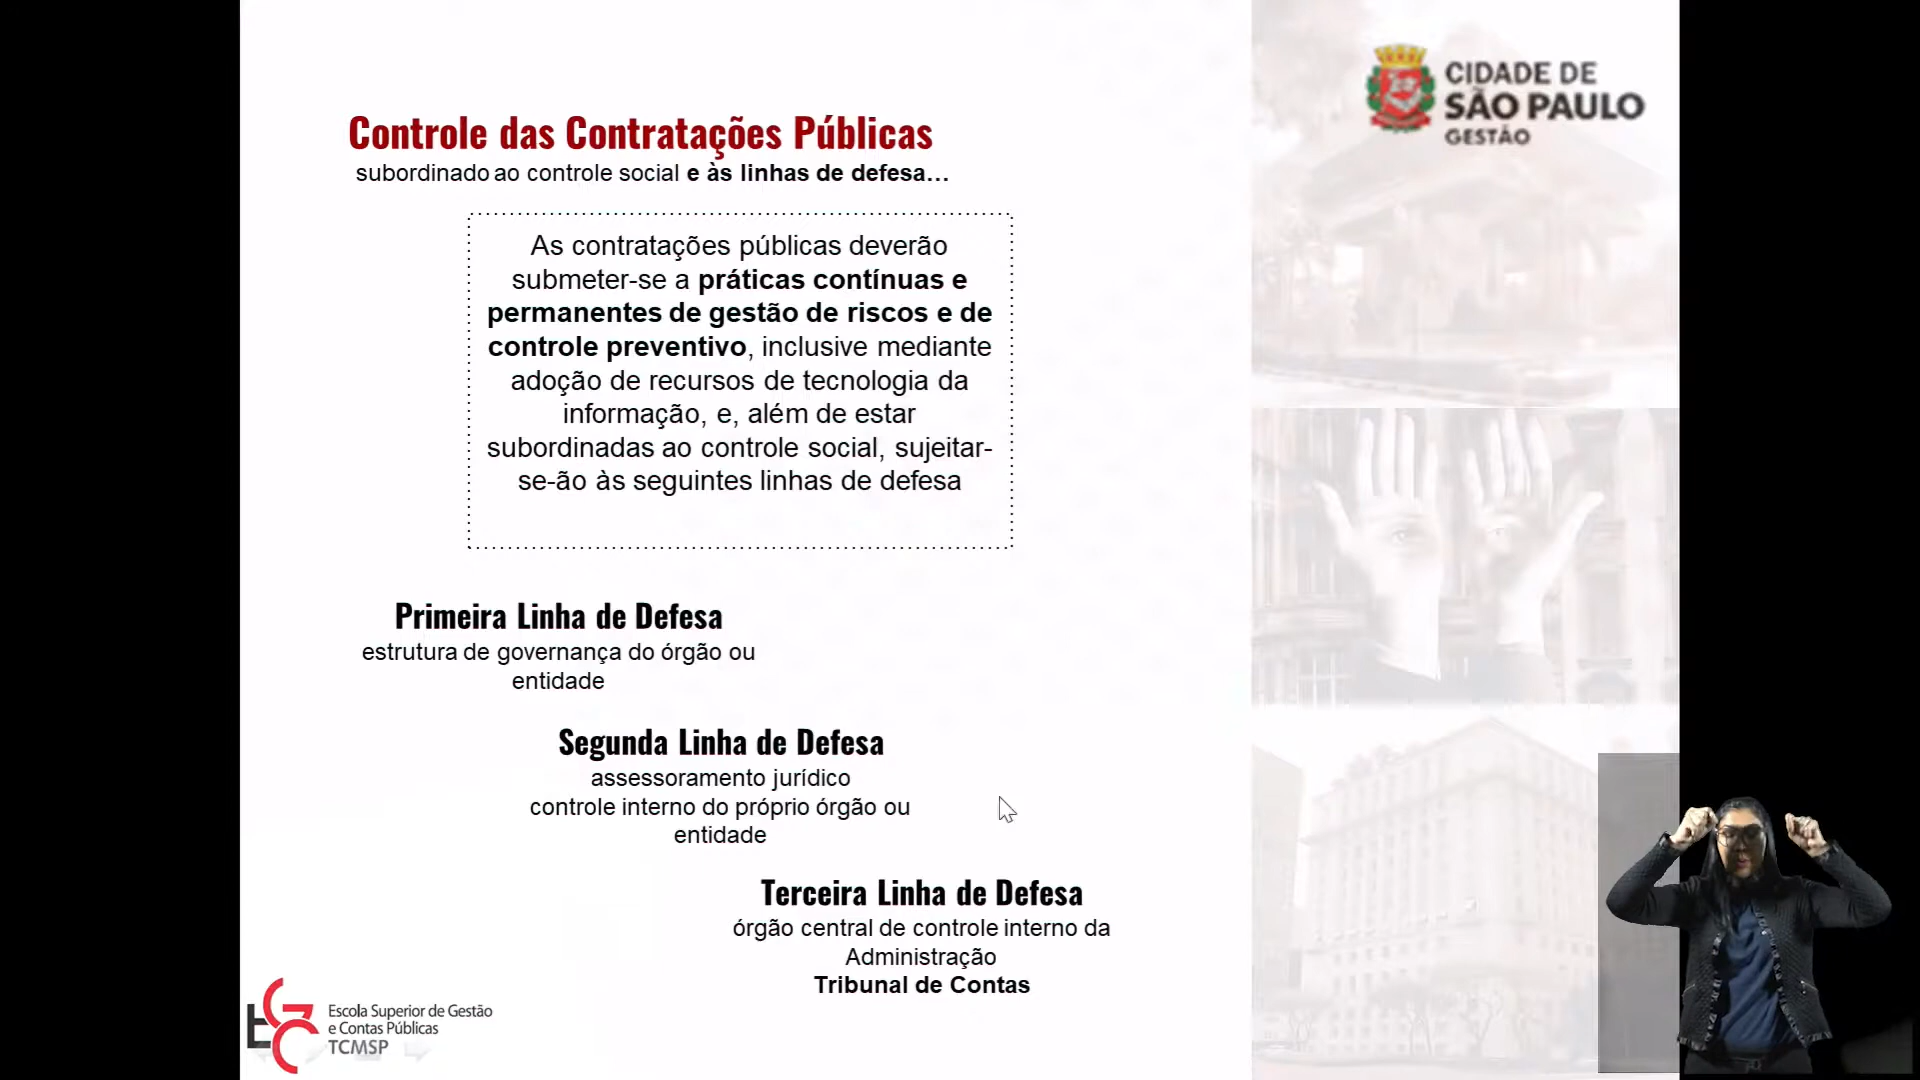 CIDADE DE
SÃO PAULO
GESTÃO
Controle das Contratações Públicas
subordinado ao controle social e às linhas de defesa...
As contratações públicas deverão
submeter-se a práticas contínuas e
permanentes de gestão de riscos e de
controle preventivo, inclusive mediante
adoção de recursos de tecnologia da
informação, e, além de estar
subordinadas ao controle social, sujeitar-
se-ão às seguintes linhas de defesa
Primeira Linha de Defesa
estrutura de governança do órgão ou
entidade
Segunda Linha de Defesa
assessoramento jurídico
controle interno do próprio órgão ou
entidade
Terceira Linha de Defesa
órgão central de controle interno da
Administração
Tribunal de Contas
EGC
Escola Superior de Gestão
e Contas Públicas
TCMSP